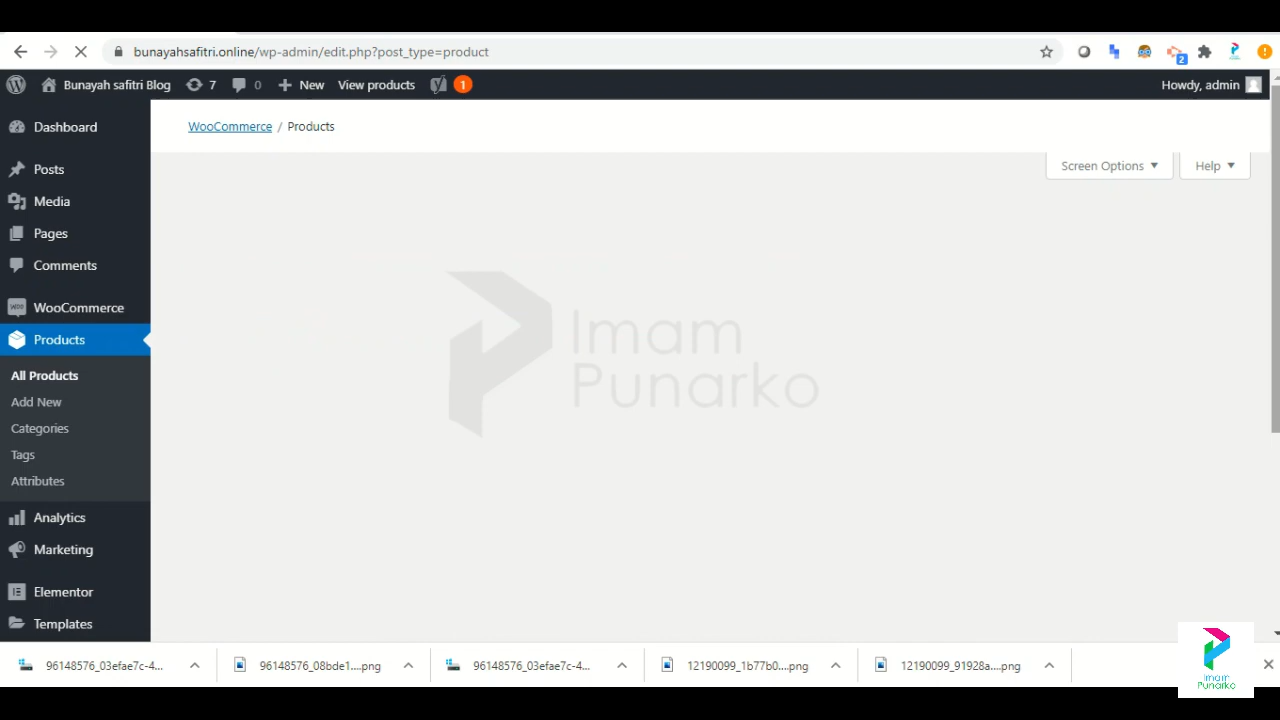 bunayahsafitri.online/wp-admin/edit.php?post_type=product
2
Bunayah safitri Blog 7 0 New View products 1 Howdy, admin
Dashboard
Posts
Media
Pages
Comments
WooCommerce
Products
All Products
Add New
Categories
Tags
Attributes
Analytics
Marketing
Elementor
Templates
WooCommerce / Products
Screen Options Help
Imam
Punarko
96148576_03efae7c-4... 96148576_08bde1....png 96148576_03efae7c-4... 12190099_1b77b0....png 12190099_91928a....png
Imam
Punarko